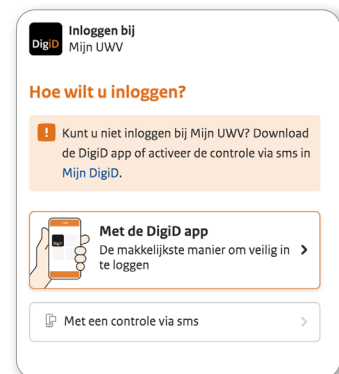 DigiD
Inloggen bij
Mijn UWV
Hoe wilt u inloggen?
! Kunt u niet inloggen bij Mijn UWV? Download
de DigiD app of activeer de controle via sms in
Mijn DigiD.
DigiD
Met de DigiD app
De makkelijkste manier om veilig in
te loggen
Met een controle via sms